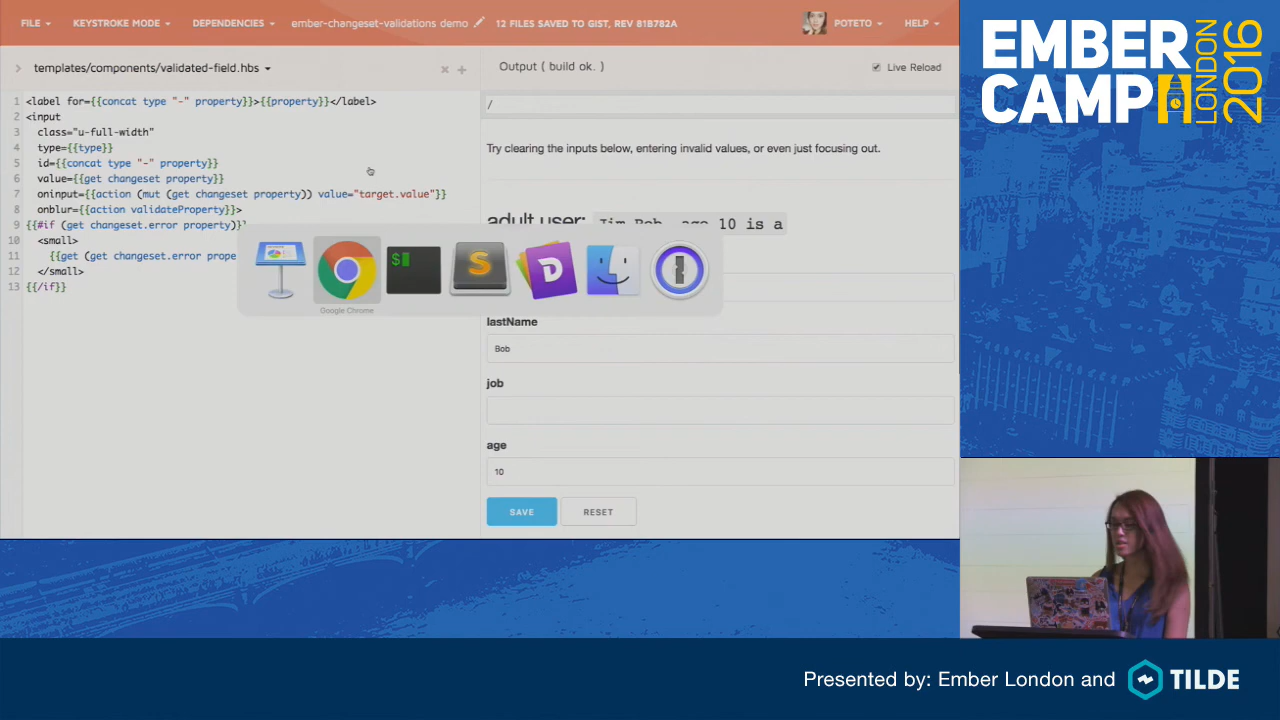 FILE KEYSTROKE MODE DEPENDENCIES ember-changeset-validations demo 12 FILES SAVED TO GIST, REV 81B782A POTETO HELP
templates/components/validated-field.hbs
Output ( build ok. )
Live Reload
/
1 <label for={{concat type "-" property}}>{{property}}</label>
2 <input
3 class="u-full-width"
4 type={{type}}
5 id={{concat type "-" property}}
6 value={{get changeset property}}
7 oninput={{action (mut (get changeset property)) value="target.value"}}
8 onblur={{action validateProperty}}>
9 {{#if (get changeset.error property)}}
10 <small>
11 {{get (get changeset.error prope
12 </small>
13 {{/if}}
Try clearing the inputs below, entering invalid values, or even just focusing out.
adult user: Jim Bob, age 10 is a
$
S
D
Google Chrome
lastName
Bob
job
age
10
SAVE
RESET
EMBER
CAMP
LONDON
2016
Presented by: Ember London and TILDE